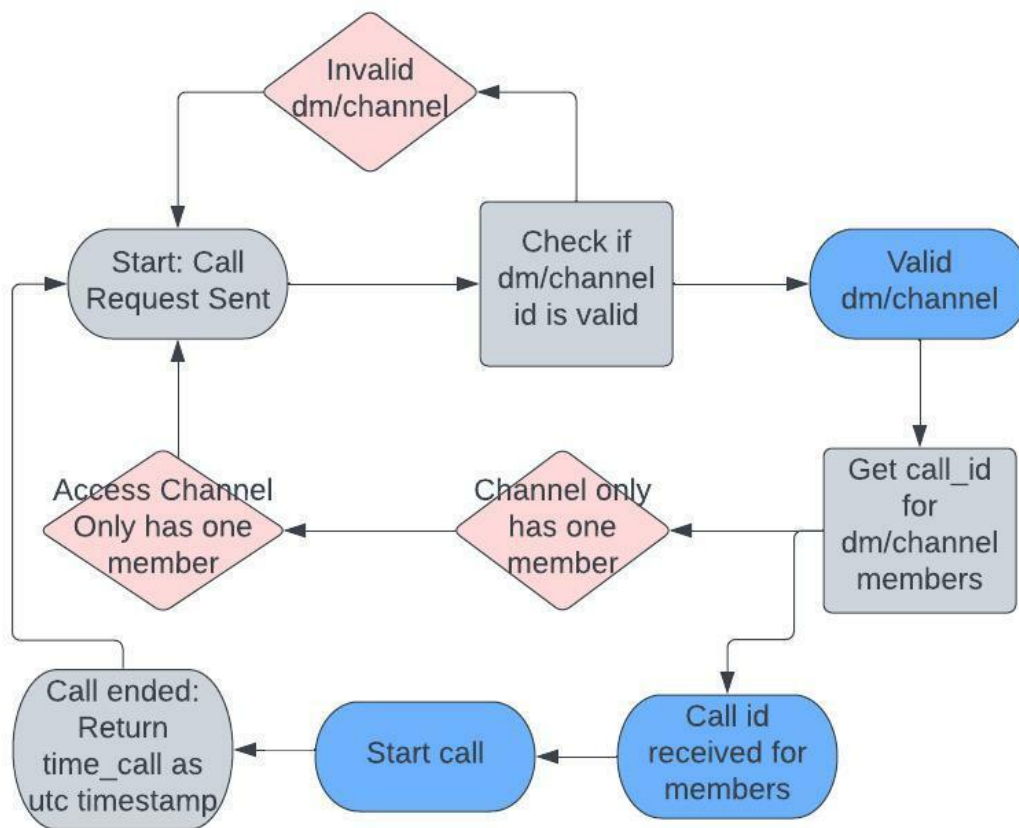 Invalid
dm/channel
Start: Call
Request Sent
Check if
dm/channel
id is valid
Valid
dm/channel
Access Channel
Only has one
member
Channel only
has one
member
Get call_id
for
dm/channel
members
Call ended:
Return
time_call as
utc timestamp
Start call
Call id
received for
members